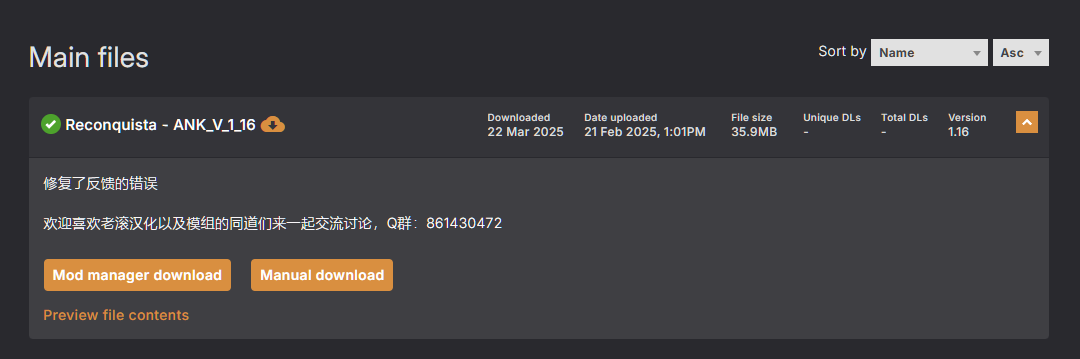 Main files
Sort by Name Asc
Reconquista - ANK_V_1_16
Downloaded Date uploaded File size Unique DLs Total DLs Version
22 Mar 2025 21 Feb 2025, 1:01PM 35.9MB - - 1.16
修复了反馈的错误
欢迎喜欢老滚汉化以及模组的同道们来一起交流讨论，Q群：861430472
Mod manager download Manual download
Preview file contents